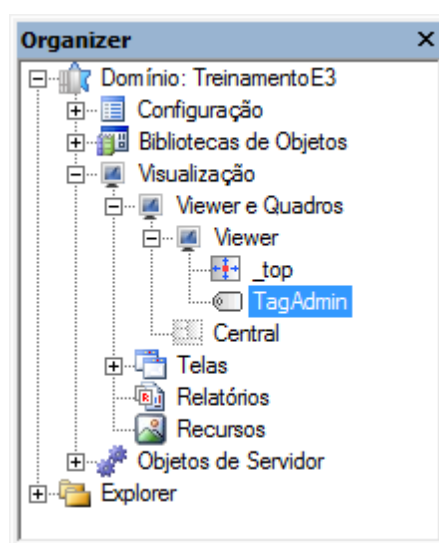 Organizer
Domínio: TreinamentoE3
Configuração
Bibliotecas de Objetos
Visualização
Viewer e Quadros
Viewer
_top
TagAdmin
Central
Telas
Relatórios
Recursos
Objetos de Servidor
Explorer